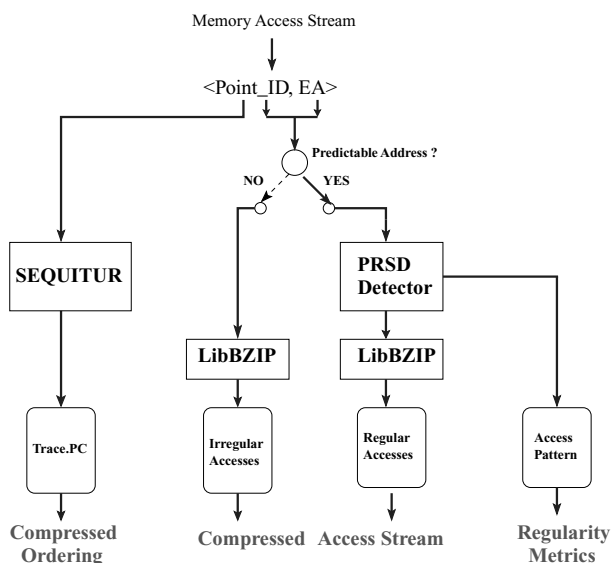 Memory Access Stream
<Point_ID, EA>
Predictable Address ?
NO
YES
SEQUITUR
PRSD
Detector
LibBZIP
LibBZIP
Trace.PC
Irregular
Accesses
Regular
Accesses
Access
Pattern
Compressed
Ordering
Compressed
Access Stream
Regularity
Metrics